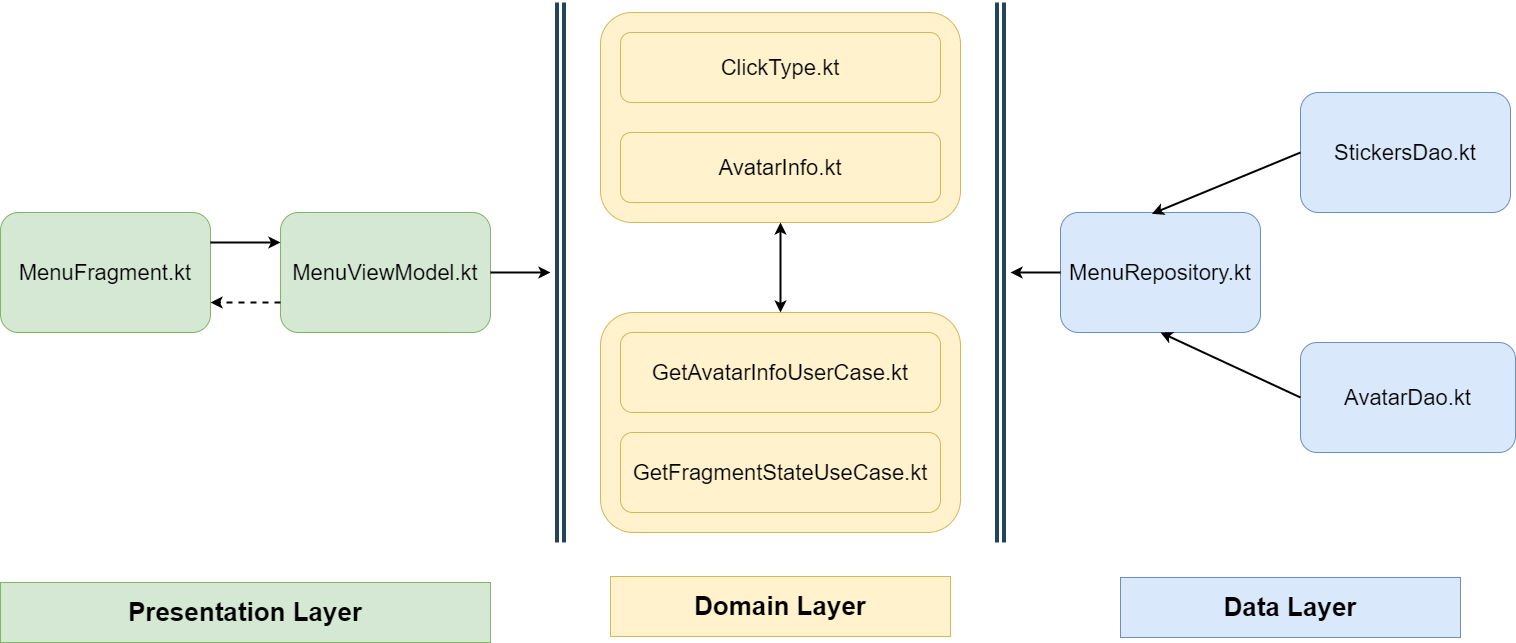 ClickType.kt
AvatarInfo.kt
StickersDao.kt
MenuFragment.kt
MenuViewModel.kt
MenuRepository.kt
GetAvatarInfoUserCase.kt
AvatarDao.kt
GetFragmentStateUseCase.kt
Presentation Layer
Domain Layer
Data Layer